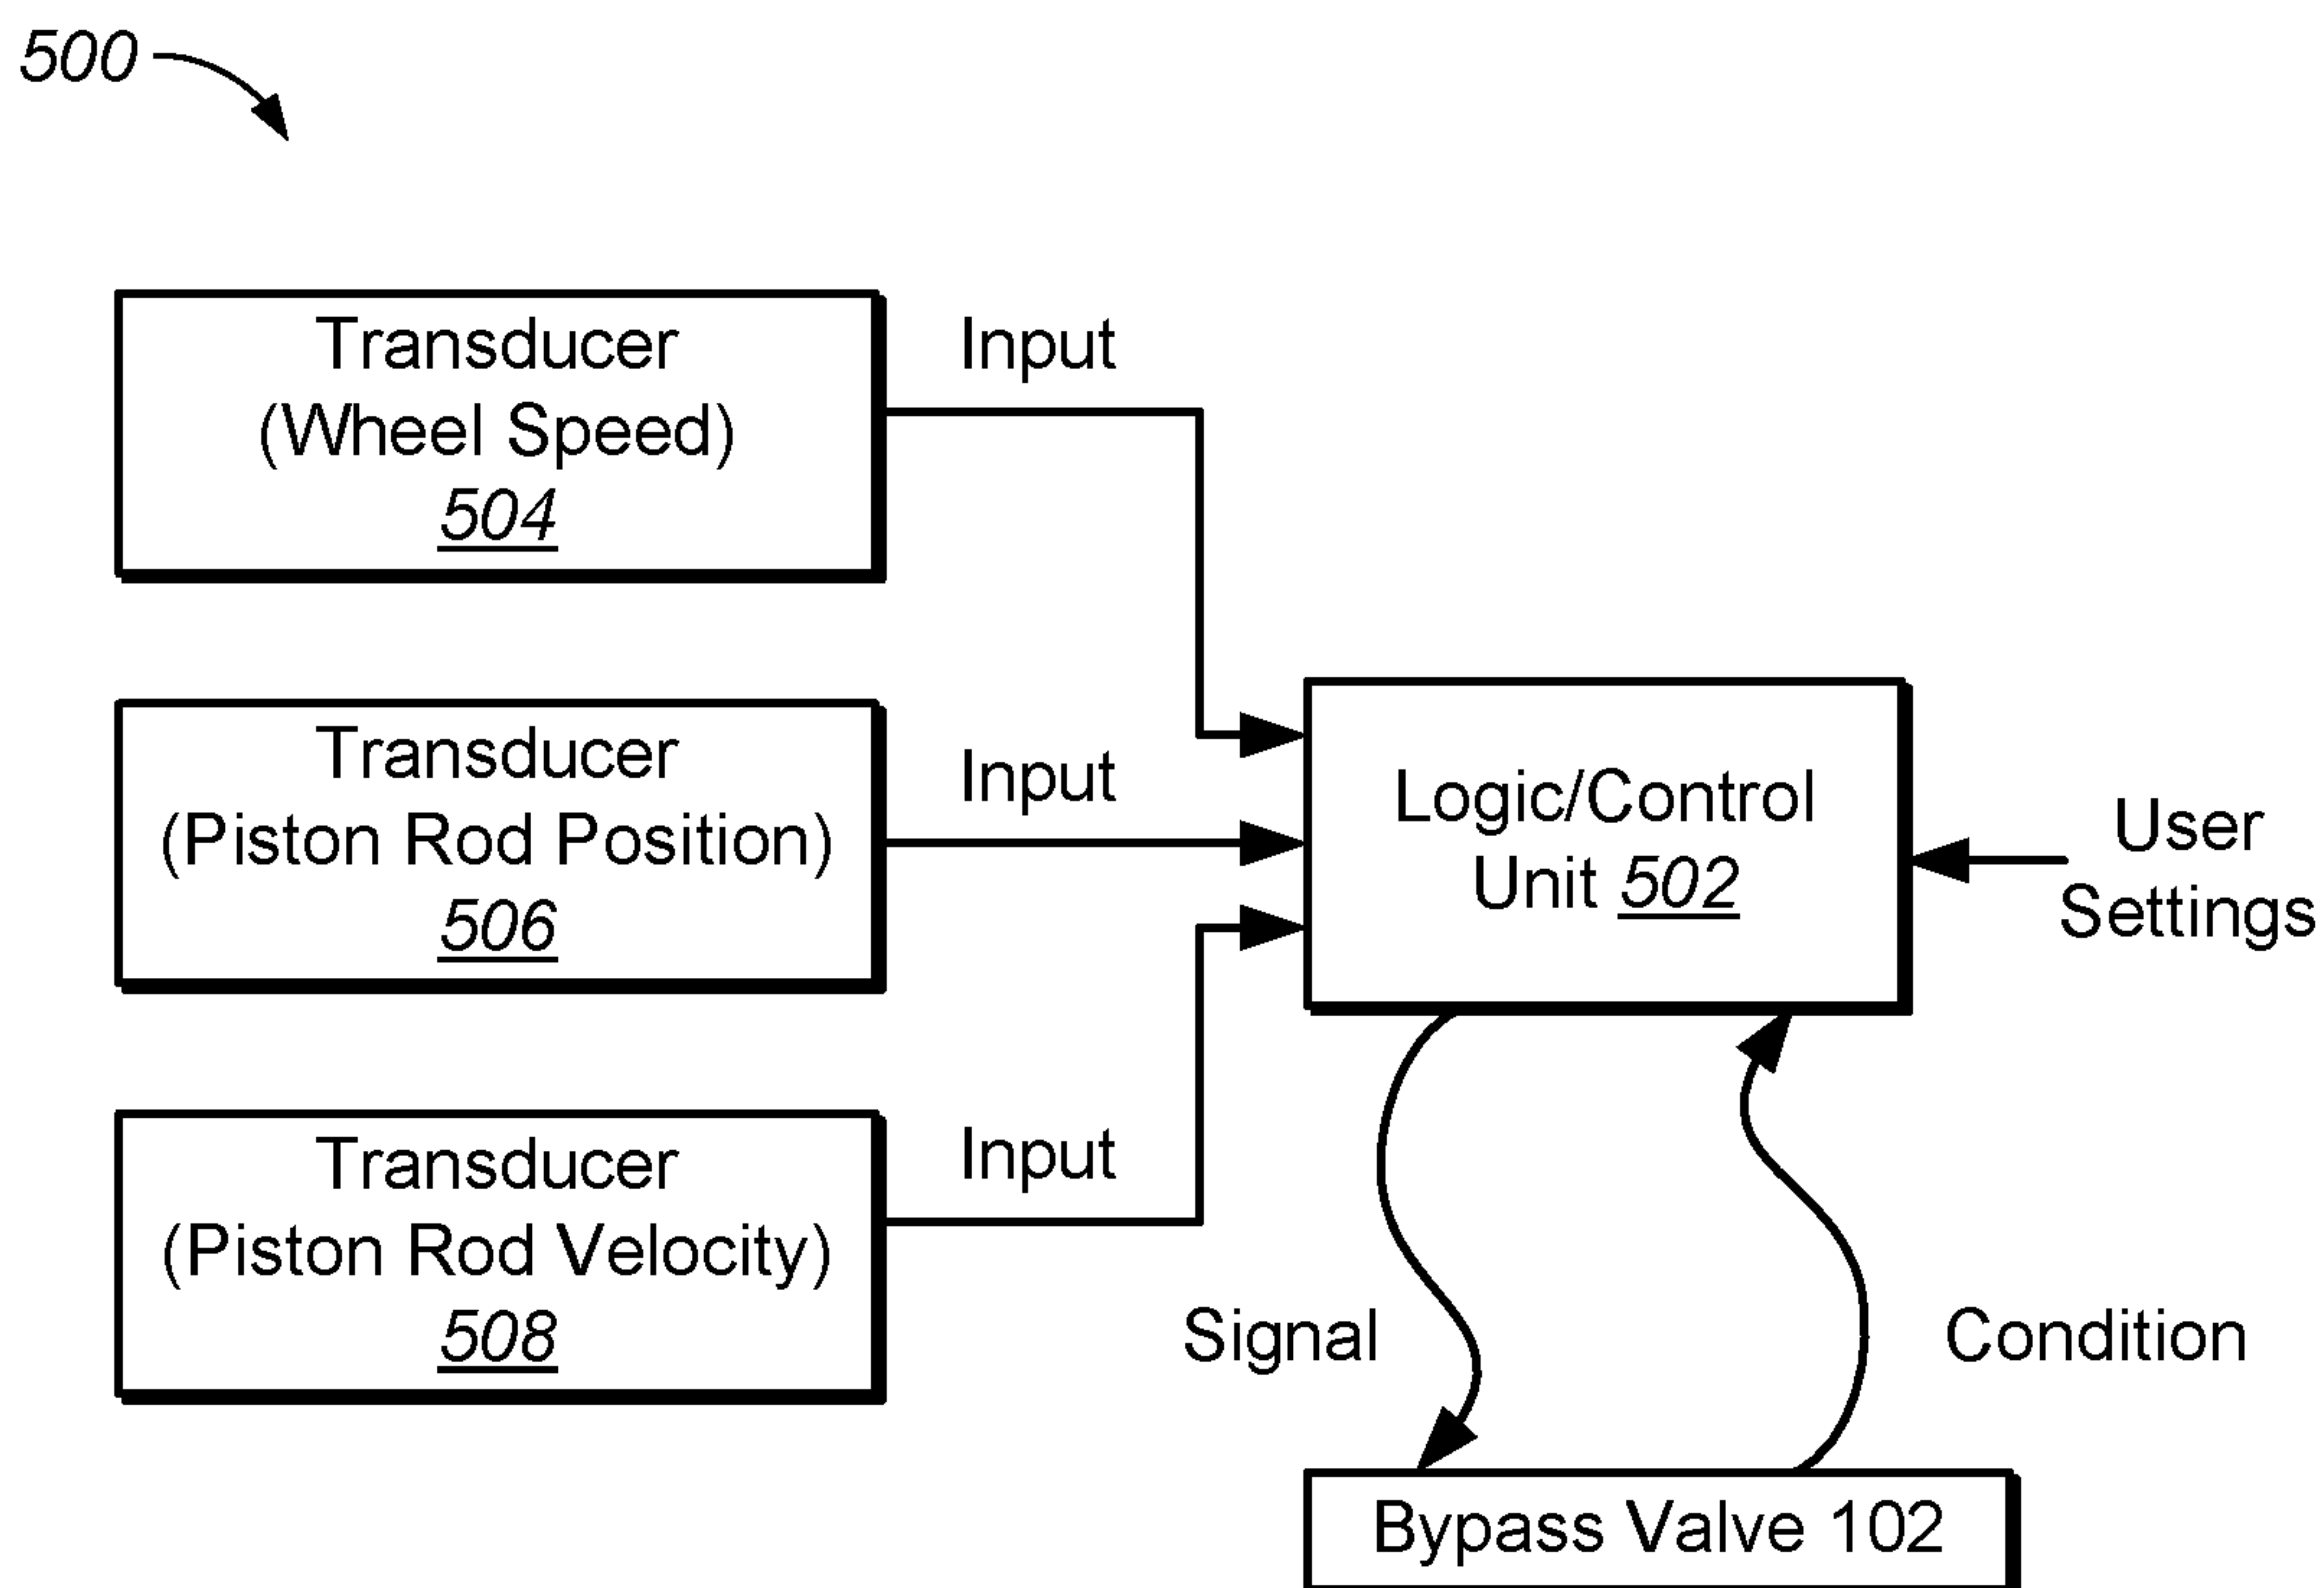 500
Transducer
(Wheel Speed)
504
Input
Transducer
(Piston Rod Position)
506
Input
Transducer
(Piston Rod Velocity)
508
Input
Logic/Control
Unit 502
User
Settings
Signal
Condition
Bypass Valve 102